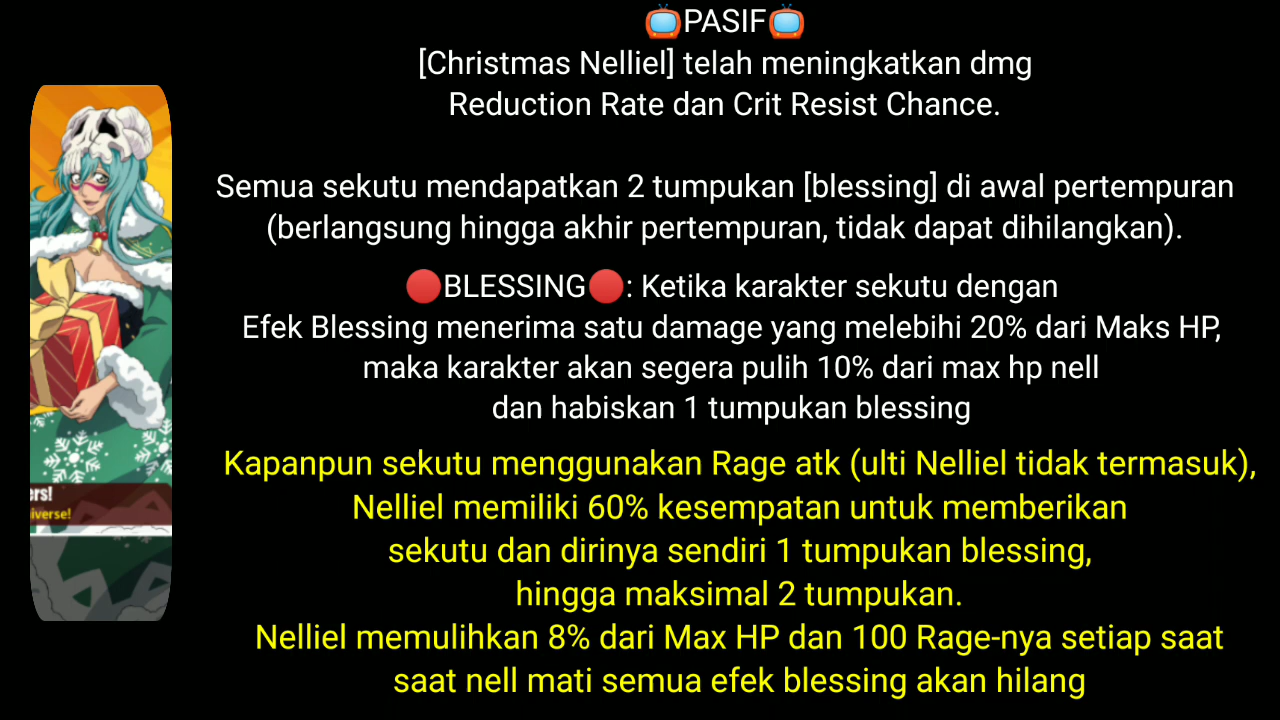 📺PASIF📺
[Christmas Nelliel] telah meningkatkan dmg
Reduction Rate dan Crit Resist Chance.
Semua sekutu mendapatkan 2 tumpukan [blessing] di awal pertempuran
(berlangsung hingga akhir pertempuran, tidak dapat dihilangkan).
🔴BLESSING🔴: Ketika karakter sekutu dengan
Efek Blessing menerima satu damage yang melebihi 20% dari Maks HP,
maka karakter akan segera pulih 10% dari max hp nell
dan habiskan 1 tumpukan blessing
Kapanpun sekutu menggunakan Rage atk (ulti Nelliel tidak termasuk),
Nelliel memiliki 60% kesempatan untuk memberikan
sekutu dan dirinya sendiri 1 tumpukan blessing,
hingga maksimal 2 tumpukan.
Nelliel memulihkan 8% dari Max HP dan 100 Rage-nya setiap saat
saat nell mati semua efek blessing akan hilang
ers!
iverse!